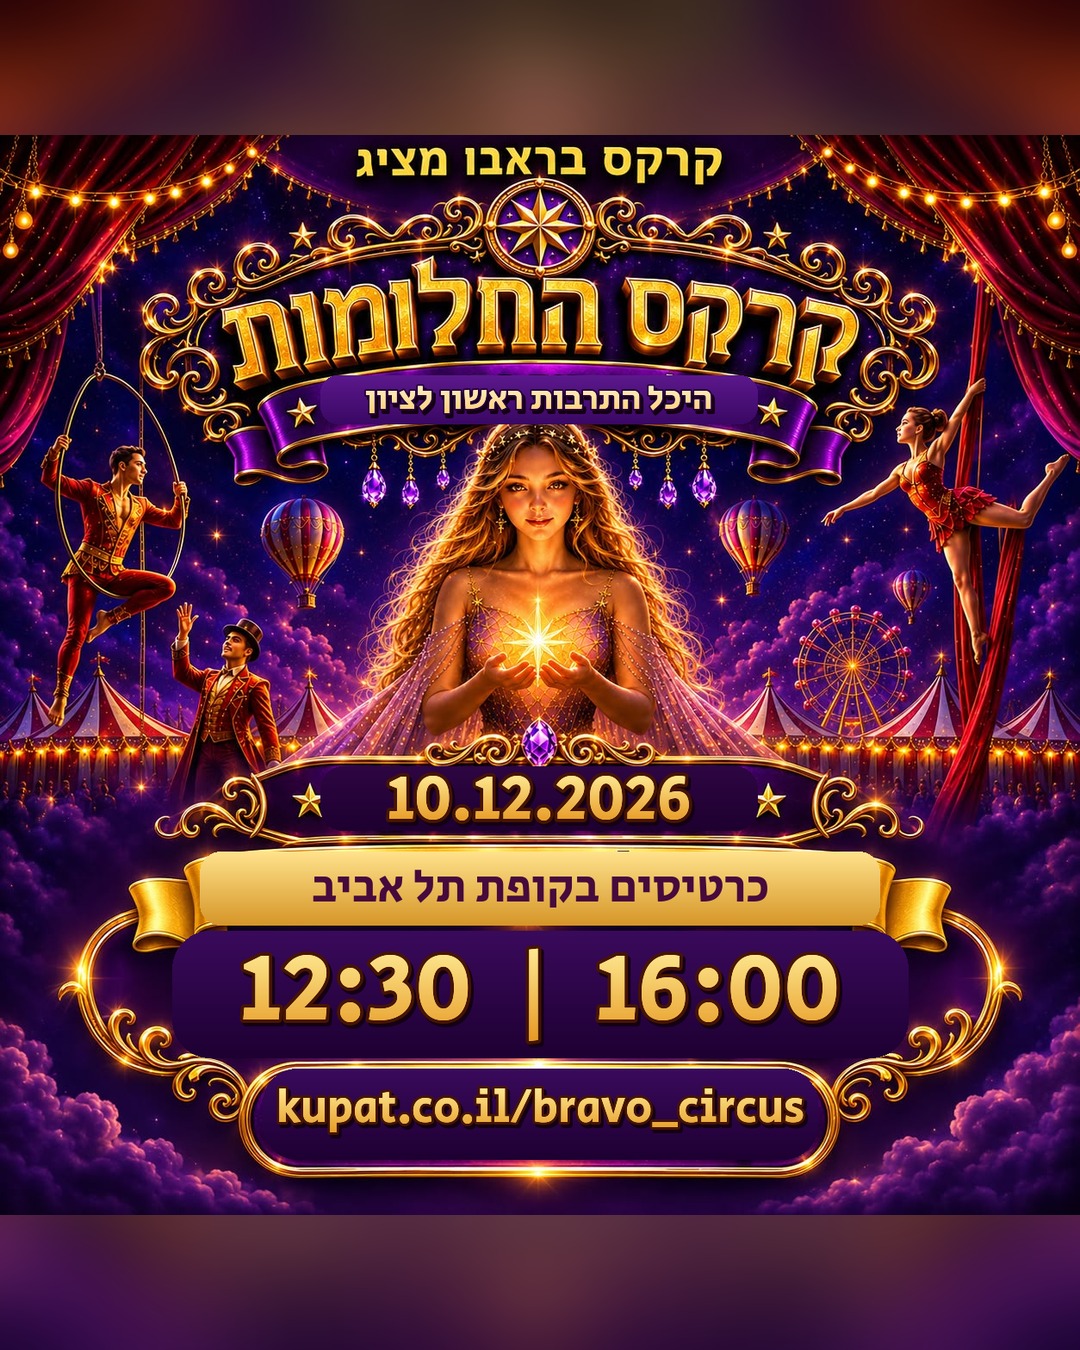 קרקס בראבו מציג
קרקס החלומות
היכל התרבות ראשון לציון
10.12.2026
כרטיסים בקופת תל אביב
12:30 | 16:00
kupat.co.il/bravo_circus